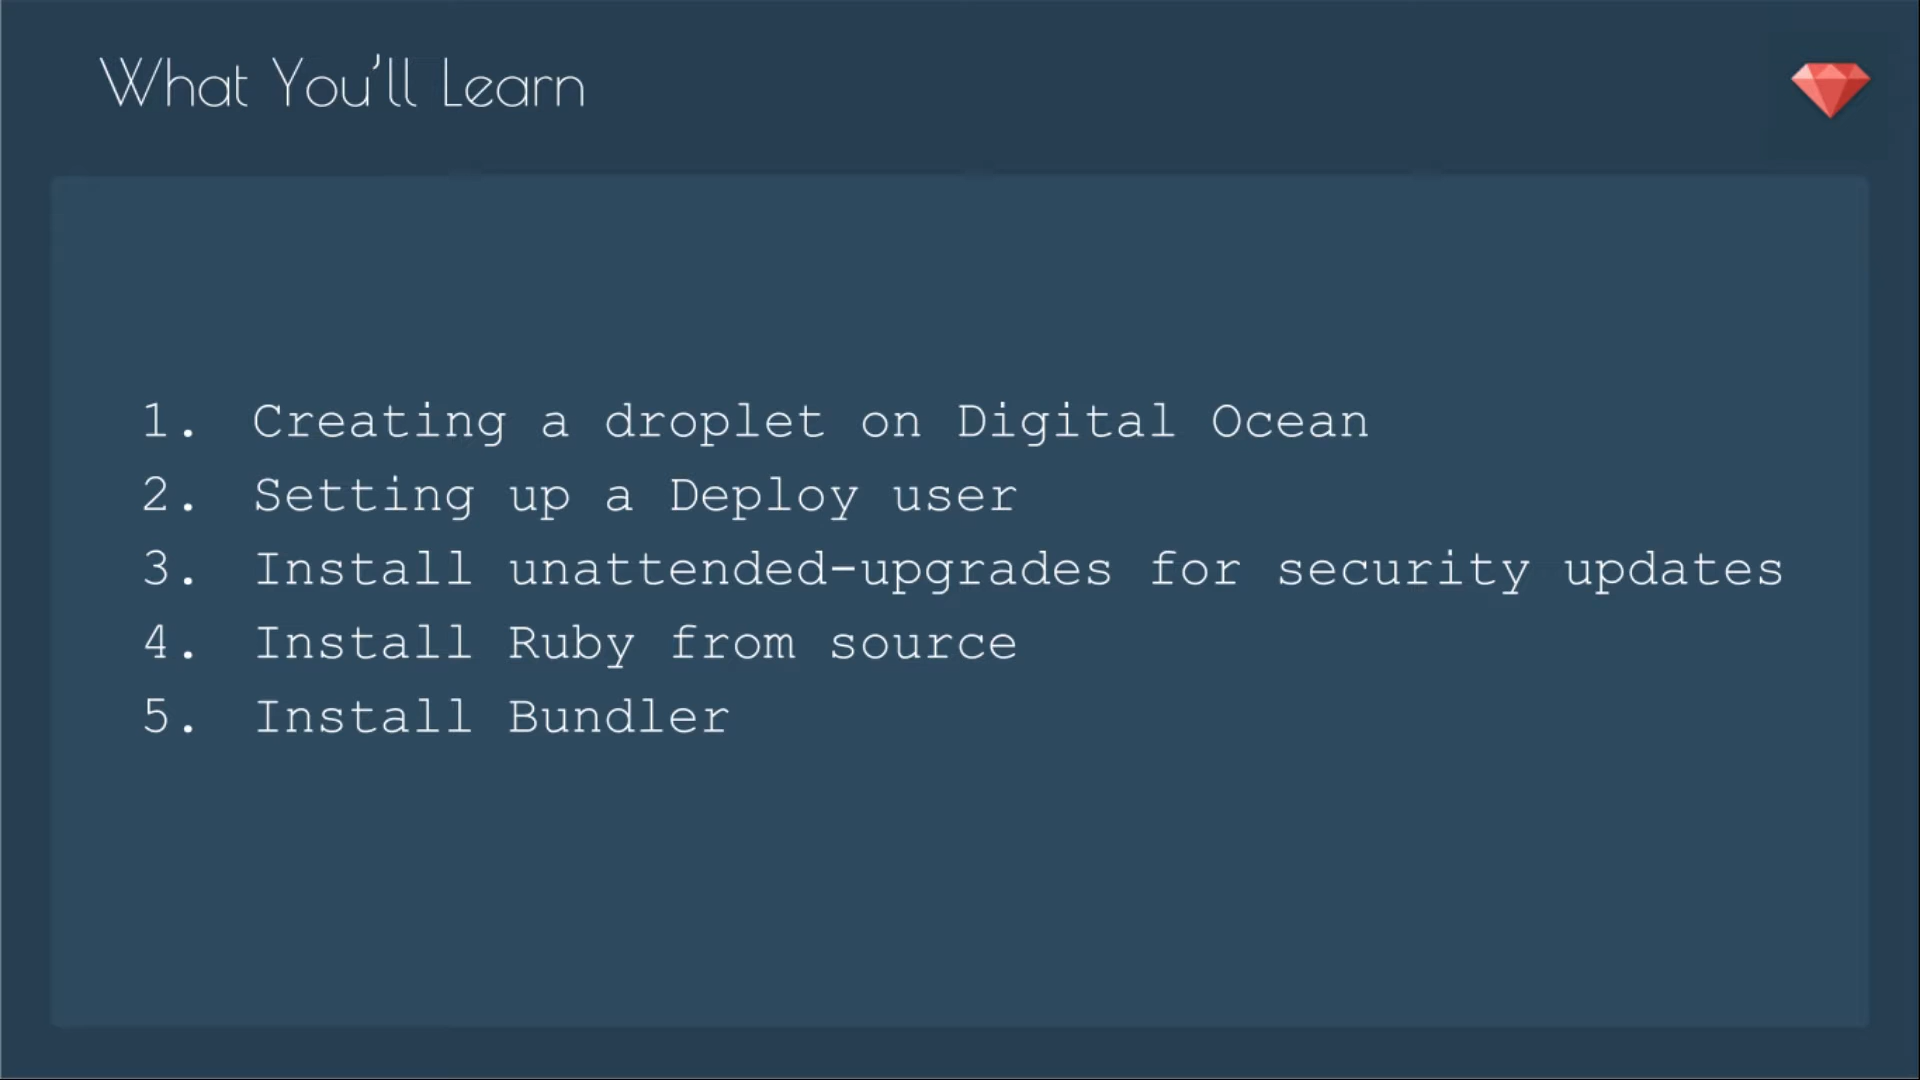 What You'll Learn
1. Creating a droplet on Digital Ocean
2. Setting up a Deploy user
3. Install unattended-upgrades for security updates
4. Install Ruby from source
5. Install Bundler